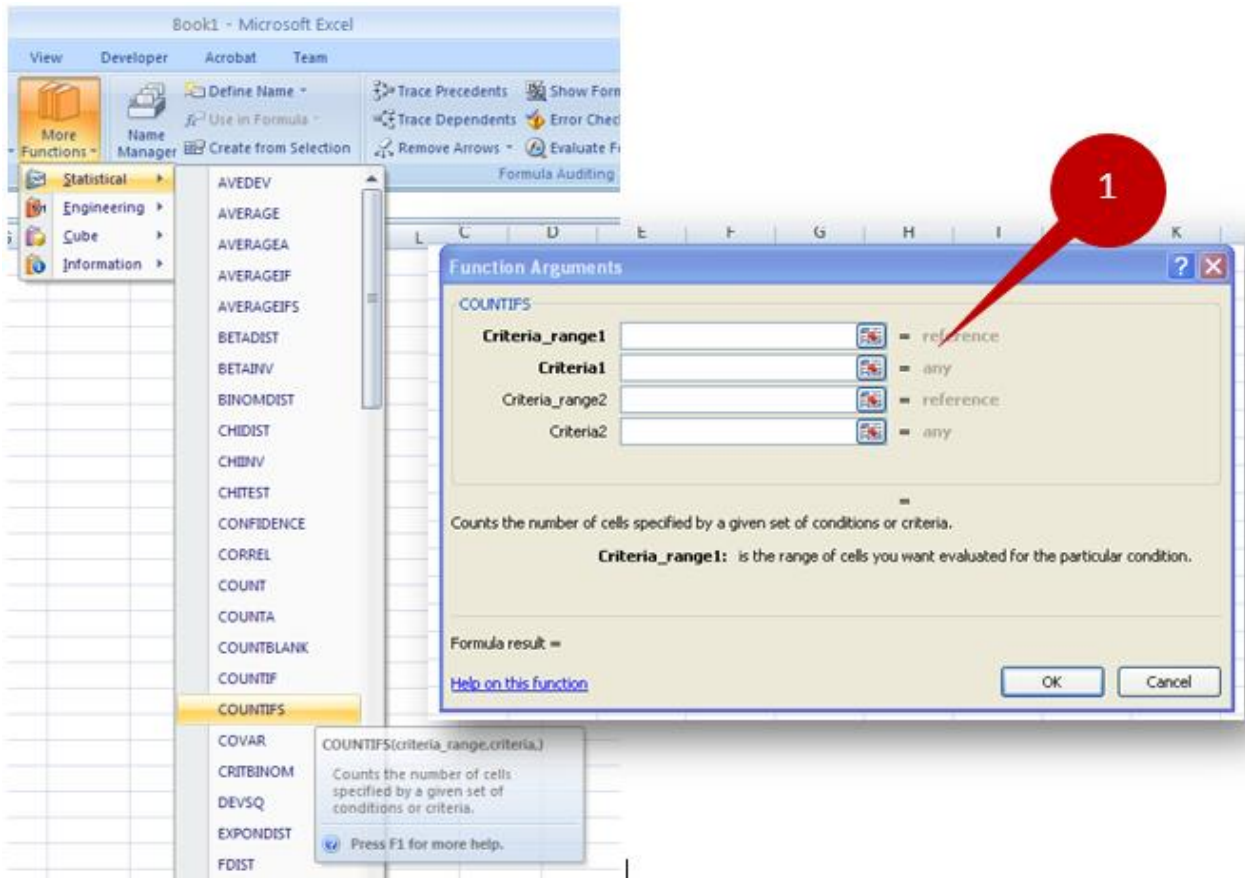 Book1 - Microsoft Excel
View Developer Acrobat Team
More Functions
Name Manager
Define Name
Use in Formula
Create from Selection
Trace Precedents
Trace Dependents
Remove Arrows
Show Form
Error Chec
Evaluate F
Formula Auditing
Statistical
Engineering
Cube
Information
AVEDEV
AVERAGE
AVERAGEA
AVERAGEIF
AVERAGEIFS
BETADIST
BETAINV
BINOMDIST
CHIDIST
CHIINV
CHITEST
CONFIDENCE
CORREL
COUNT
COUNTA
COUNTBLANK
COUNTIF
COUNTIFS
COVAR
CRITBINOM
DEVSQ
EXPONDIST
FDIST
COUNTIFS(criteria_range,criteria,)
Counts the number of cells
specified by a given set of
conditions or criteria.
Press F1 for more help.
1
L C D E F G H I K
Function Arguments
COUNTIFS
Criteria_range1 = reference
Criteria1 = any
Criteria_range2 = reference
Criteria2 = any
=
Counts the number of cells specified by a given set of conditions or criteria.
Criteria_range1: is the range of cells you want evaluated for the particular condition.
Formula result =
Help on this function
OK Cancel